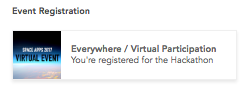 Event Registration
SPACE APPS 2017
VIRTUAL EVENT
Everywhere / Virtual Participation
You're registered for the Hackathon